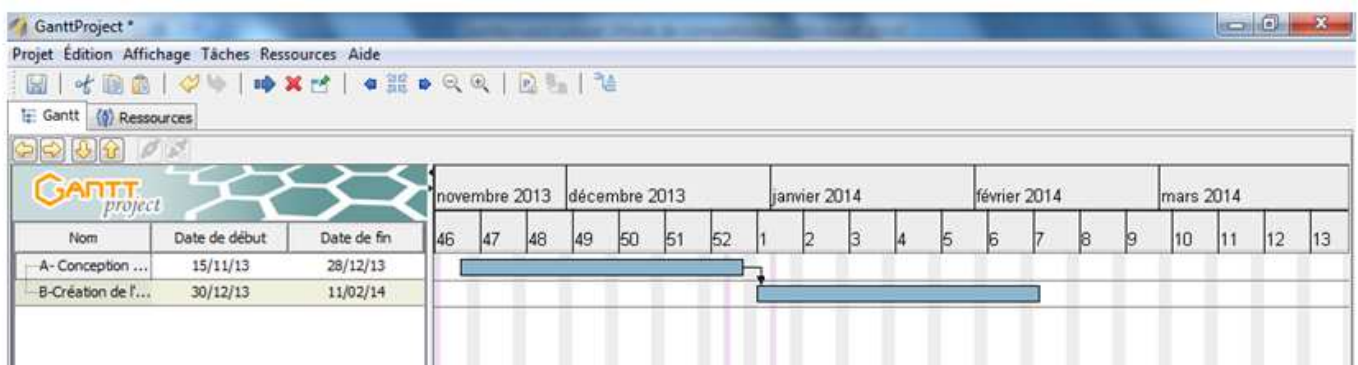 GanttProject *
Projet Édition Affichage Tâches Ressources Aide
Gantt Ressources
GANTT project
novembre 2013 décembre 2013 janvier 2014 février 2014 mars 2014
Nom Date de début Date de fin 46 47 48 49 50 51 52 1 2 3 4 5 6 7 8 9 10 11 12 13
A- Conception ... 15/11/13 28/12/13
B-Création de l'... 30/12/13 11/02/14